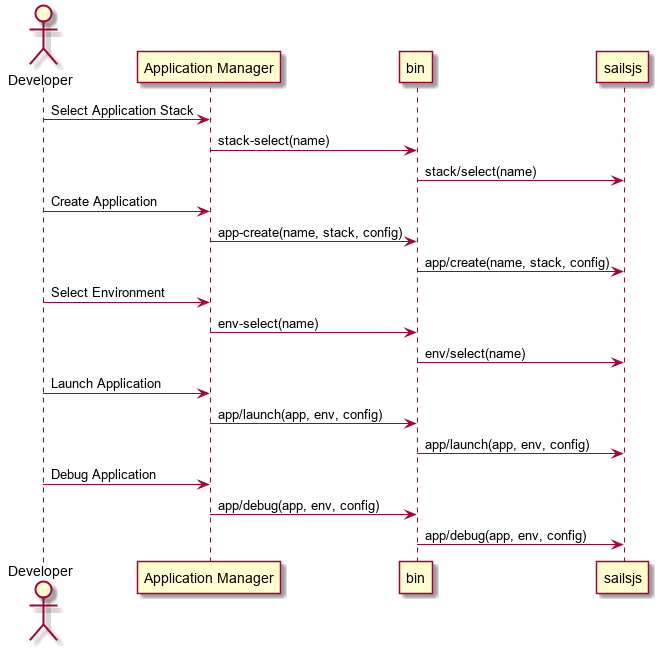 Developer
Application Manager
bin
sailsjs
Select Application Stack
stack-select(name)
stack/select(name)
Create Application
app-create(name, stack, config)
app/create(name, stack, config)
Select Environment
env-select(name)
env/select(name)
Launch Application
app/launch(app, env, config)
app/launch(app, env, config)
Debug Application
app/debug(app, env, config)
app/debug(app, env, config)
Developer
Application Manager
bin
sailsjs